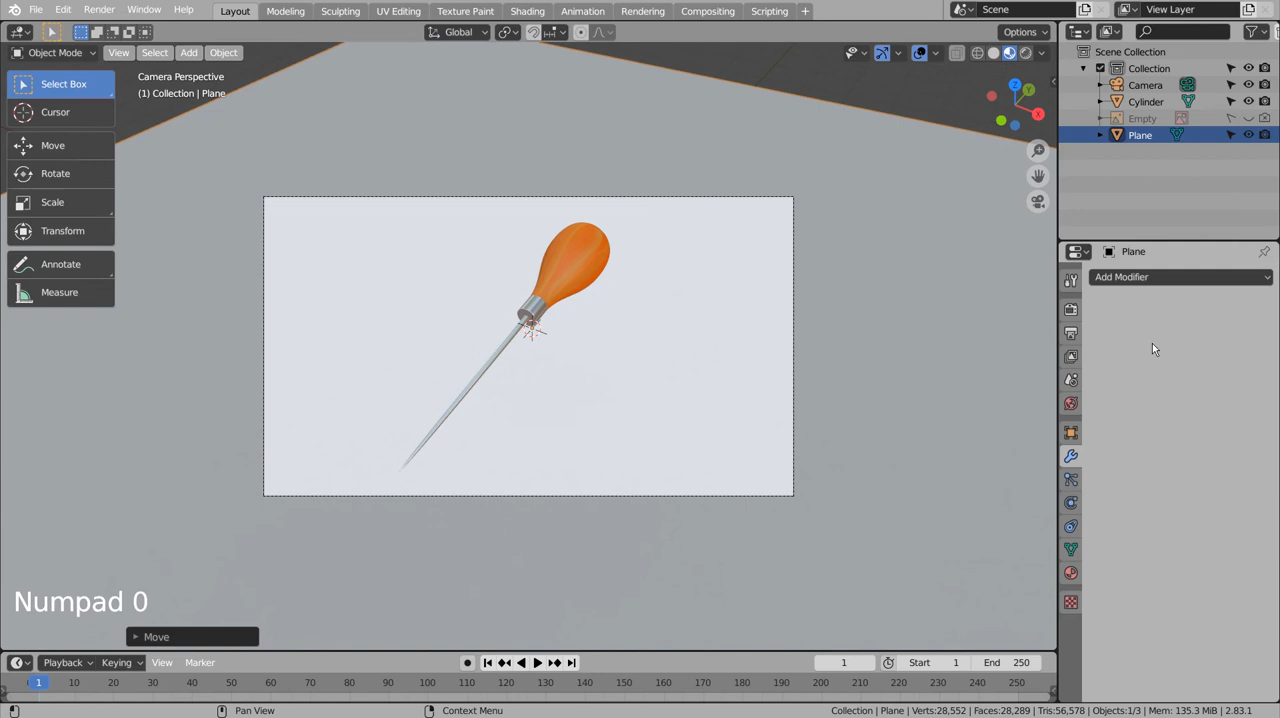 File Edit Render Window Help Layout Modeling Sculpting UV Editing Texture Paint Shading Animation Rendering Compositing Scripting + Scene View Layer
Global Options
Object Mode View Select Add Object
Select Box
Cursor
Move
Rotate
Scale
Transform
Annotate
Measure
Camera Perspective
(1) Collection | Plane
Z
Y
X
Scene Collection
Collection
Camera
Cylinder
Empty
Plane
Plane
Add Modifier
Numpad 0
Move
Playback Keying View Marker 1 Start 1 End 250
1 10 20 30 40 50 60 70 80 90 100 110 120 130 140 150 160 170 180 190 200 210 220 230 240 250
Pan View Context Menu Collection | Plane | Verts:28,552 | Faces:28,289 | Tris:56,578 | Objects:1/3 | Mem: 135.3 MiB | 2.83.1